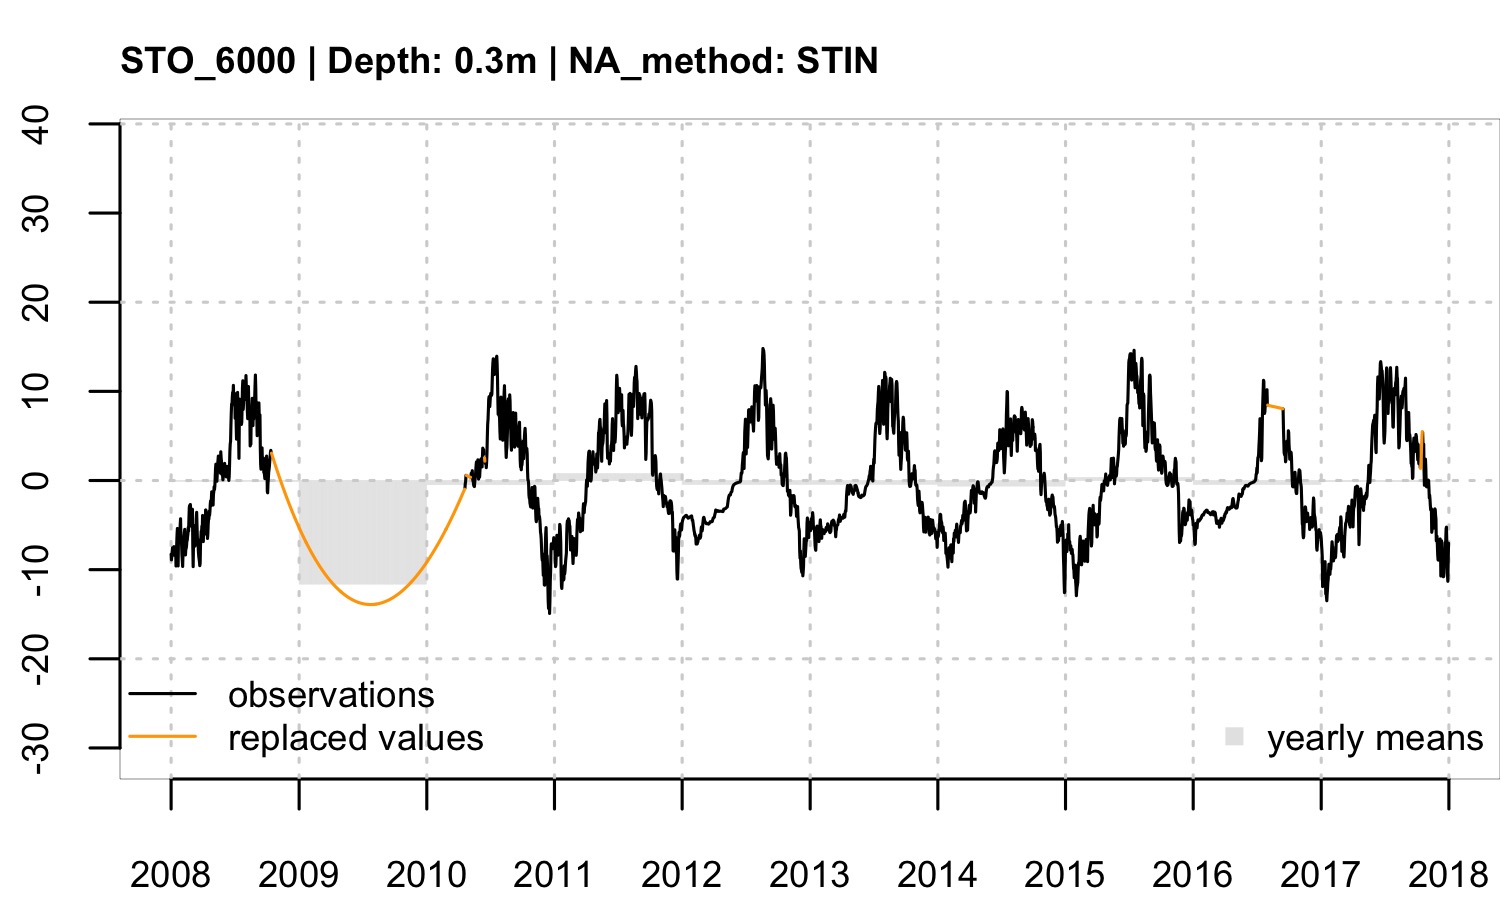 STO_6000 | Depth: 0.3m | NA_method: STIN
40
30
20
10
0
-10
-20
-30
observations
replaced values
yearly means
2008 2009 2010 2011 2012 2013 2014 2015 2016 2017 2018